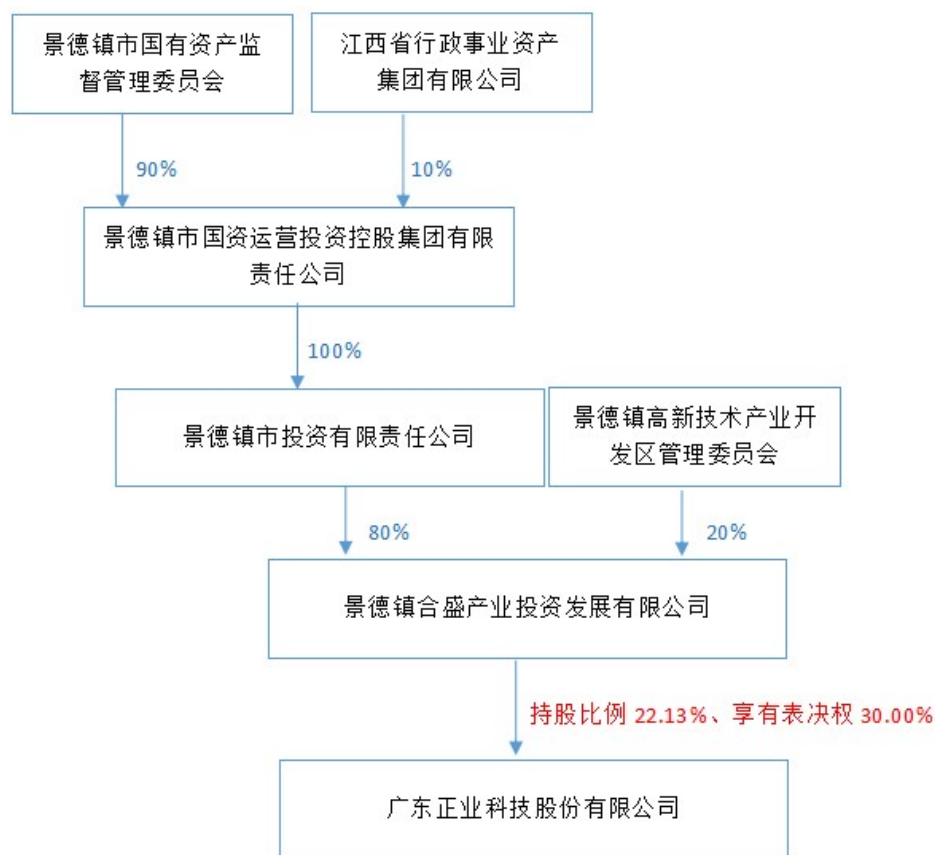 景德镇市国有资产监
督管理委员会
江西省行政事业资产
集团有限公司
90%
10%
景德镇市国资运营投资控股集团有限
责任公司
100%
景德镇市投资有限责任公司
景德镇高新技术产业开
发区管理委员会
80%
20%
景德镇合盛产业投资发展有限公司
持股比例 22.13%、享有表决权 30.00%
广东正业科技股份有限公司